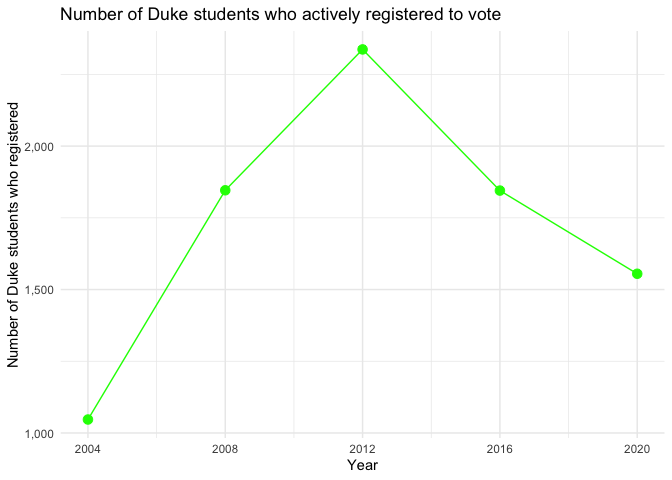 Number of Duke students who actively registered to vote
Number of Duke students who registered
2,000
1,500
1,000
2004 2008 2012 2016 2020
Year